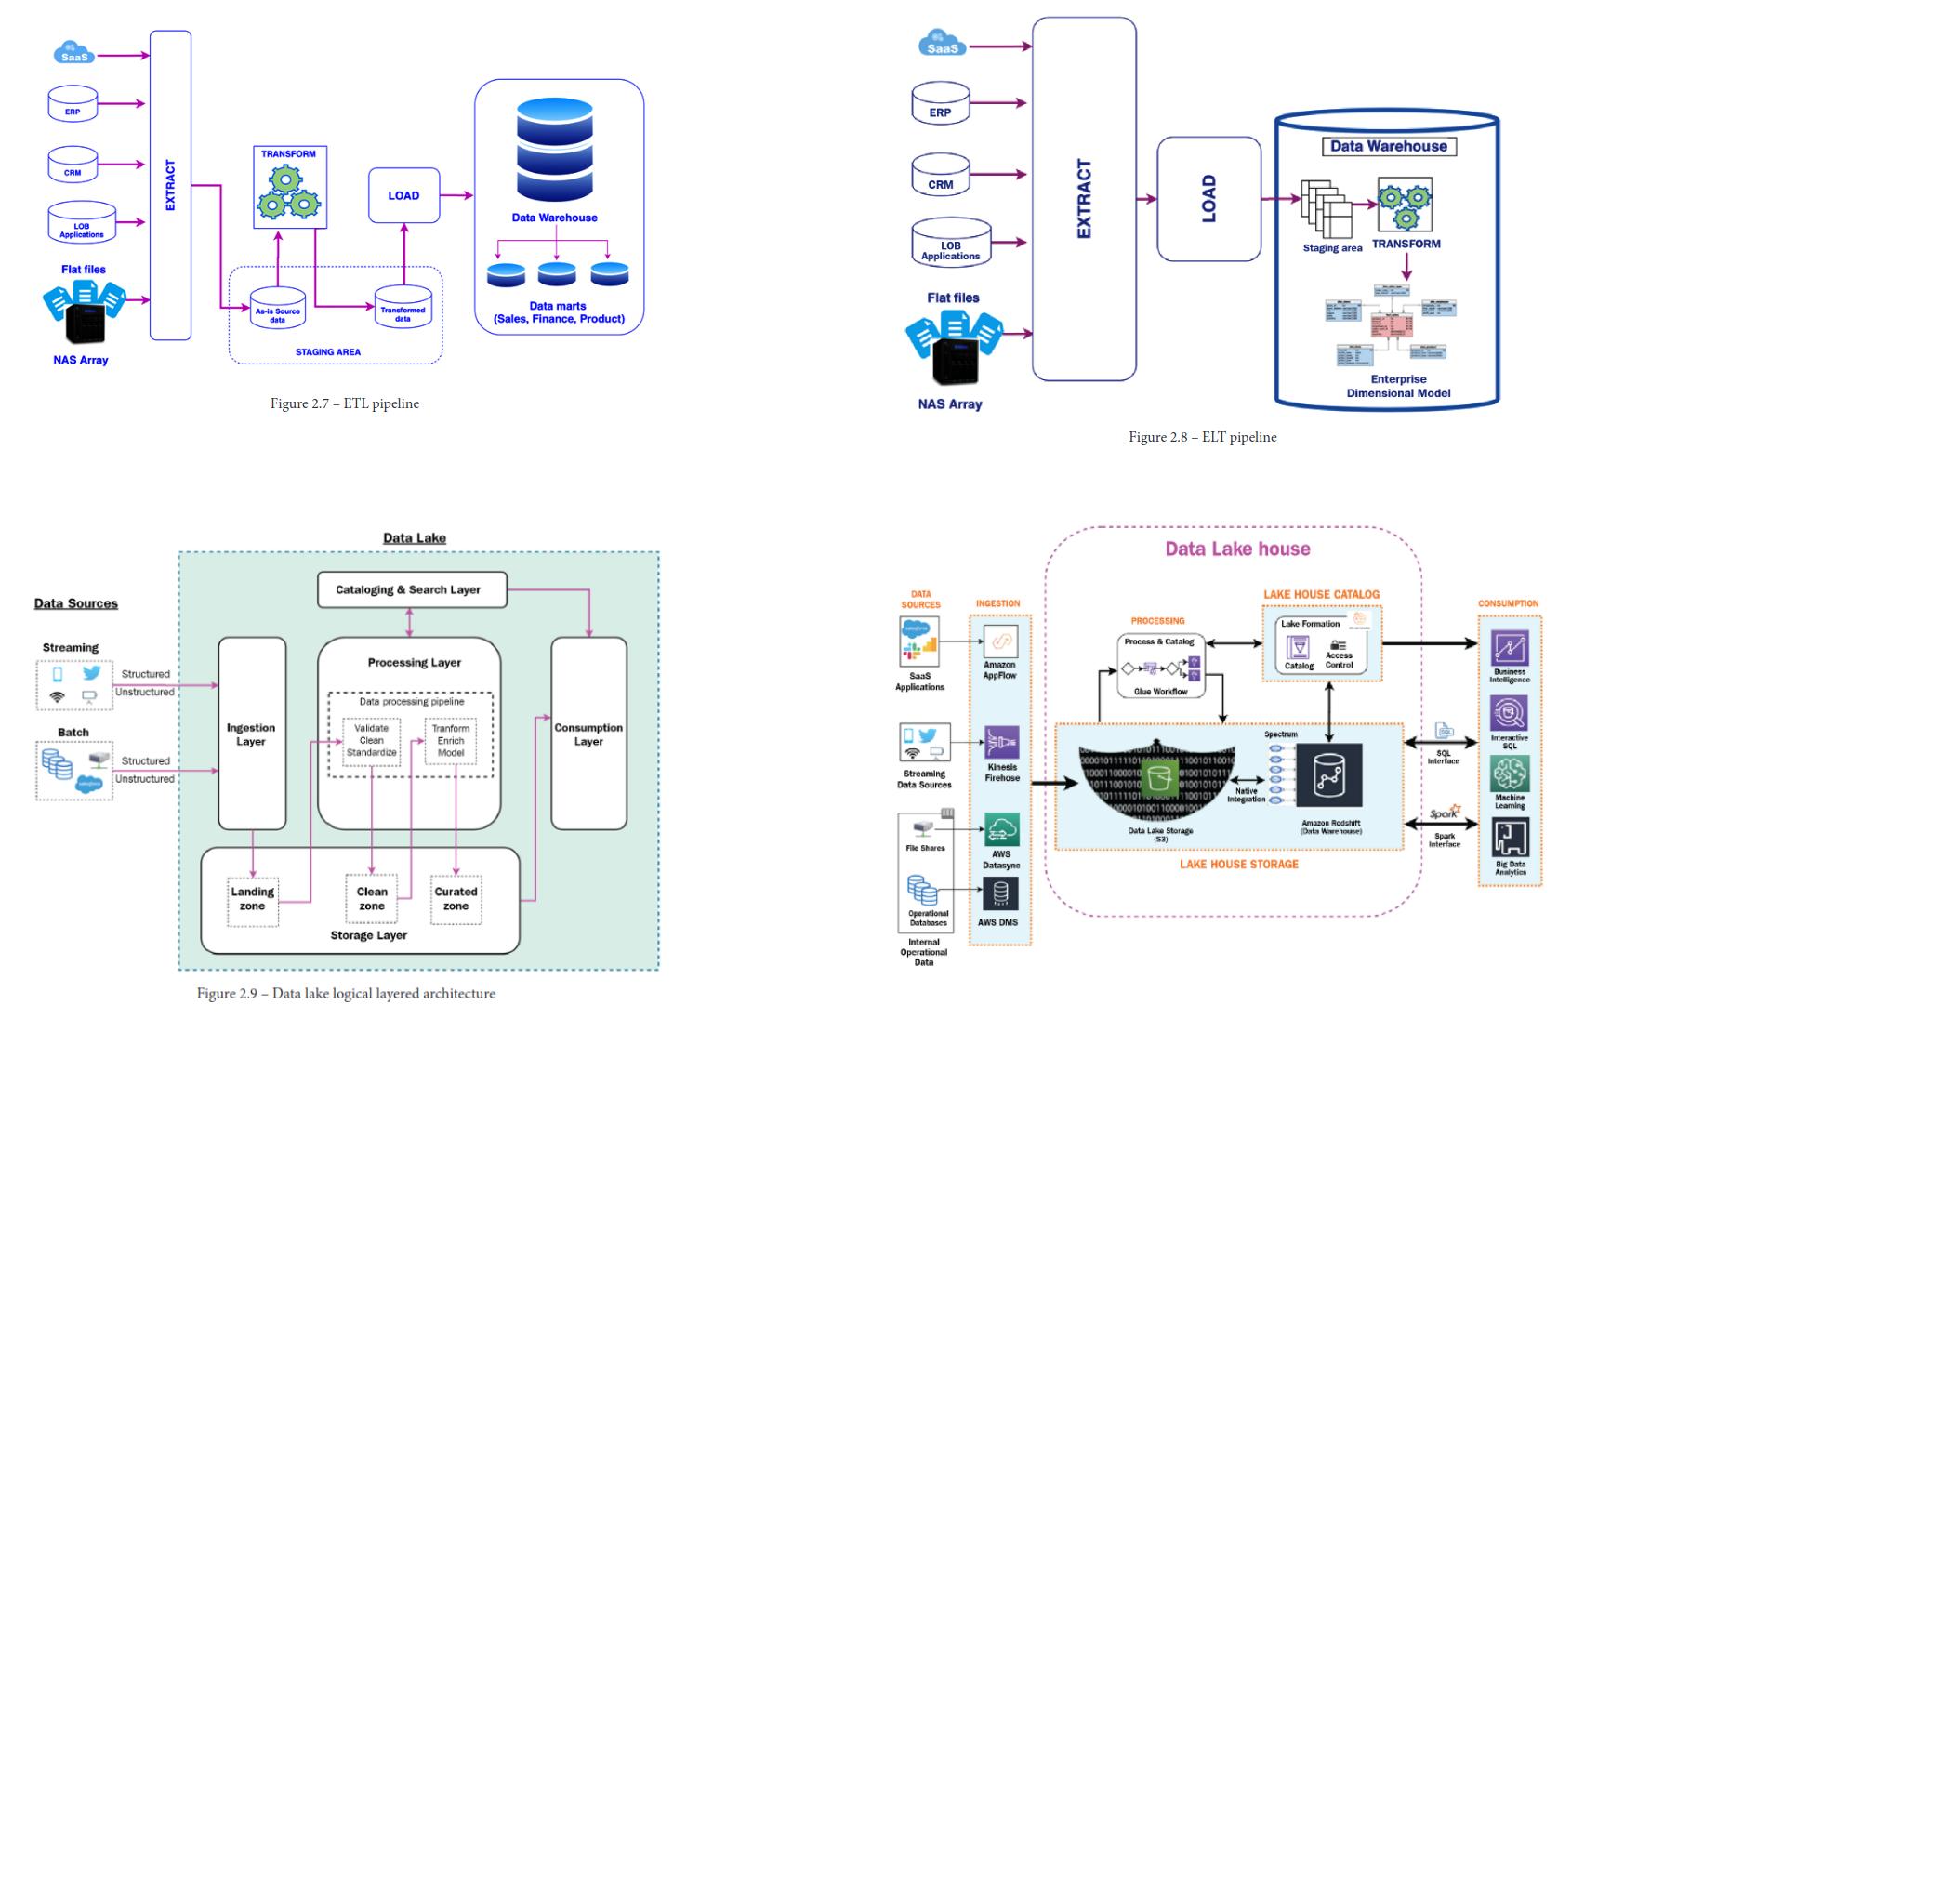 SaaS
ERP
CRM
LOB
Applications
Flat files
NAS Array
EXTRACT
TRANSFORM
As-is Source
data
Transformed
data
STAGING AREA
LOAD
Data Warehouse
Data marts
(Sales, Finance, Product)
Figure 2.7 – ETL pipeline
SaaS
ERP
CRM
LOB
Applications
Flat files
NAS Array
EXTRACT
LOAD
Data Warehouse
Staging area
TRANSFORM
Enterprise
Dimensional Model
Figure 2.8 – ELT pipeline
Data Lake
Data Sources
Streaming
Structured
Unstructured
Batch
Structured
Unstructured
Ingestion
Layer
Cataloging & Search Layer
Processing Layer
Data processing pipeline
Validate
Clean
Standardize
Tranform
Enrich
Model
Consumption
Layer
Landing
zone
Clean
zone
Curated
zone
Storage Layer
Figure 2.9 – Data lake logical layered architecture
Data Lake house
DATA
SOURCES
salesforce
SaaS
Applications
Streaming
Data Sources
File Shares
Operational
Databases
Internal
Operational
Data
INGESTION
Amazon
AppFlow
Kinesis
Firehose
AWS
Datasync
AWS DMS
PROCESSING
Process & Catalog
Glue Workflow
LAKE HOUSE CATALOG
Lake Formation
Catalog
Access
Control
Data Lake Storage
(S3)
Native
Integration
Spectrum
Amazon Redshift
(Data Warehouse)
LAKE HOUSE STORAGE
SQL
SQL
Interface
Spark
Spark
Interface
CONSUMPTION
Business
Intelligence
Interactive
SQL
Machine
Learning
Big Data
Analytics